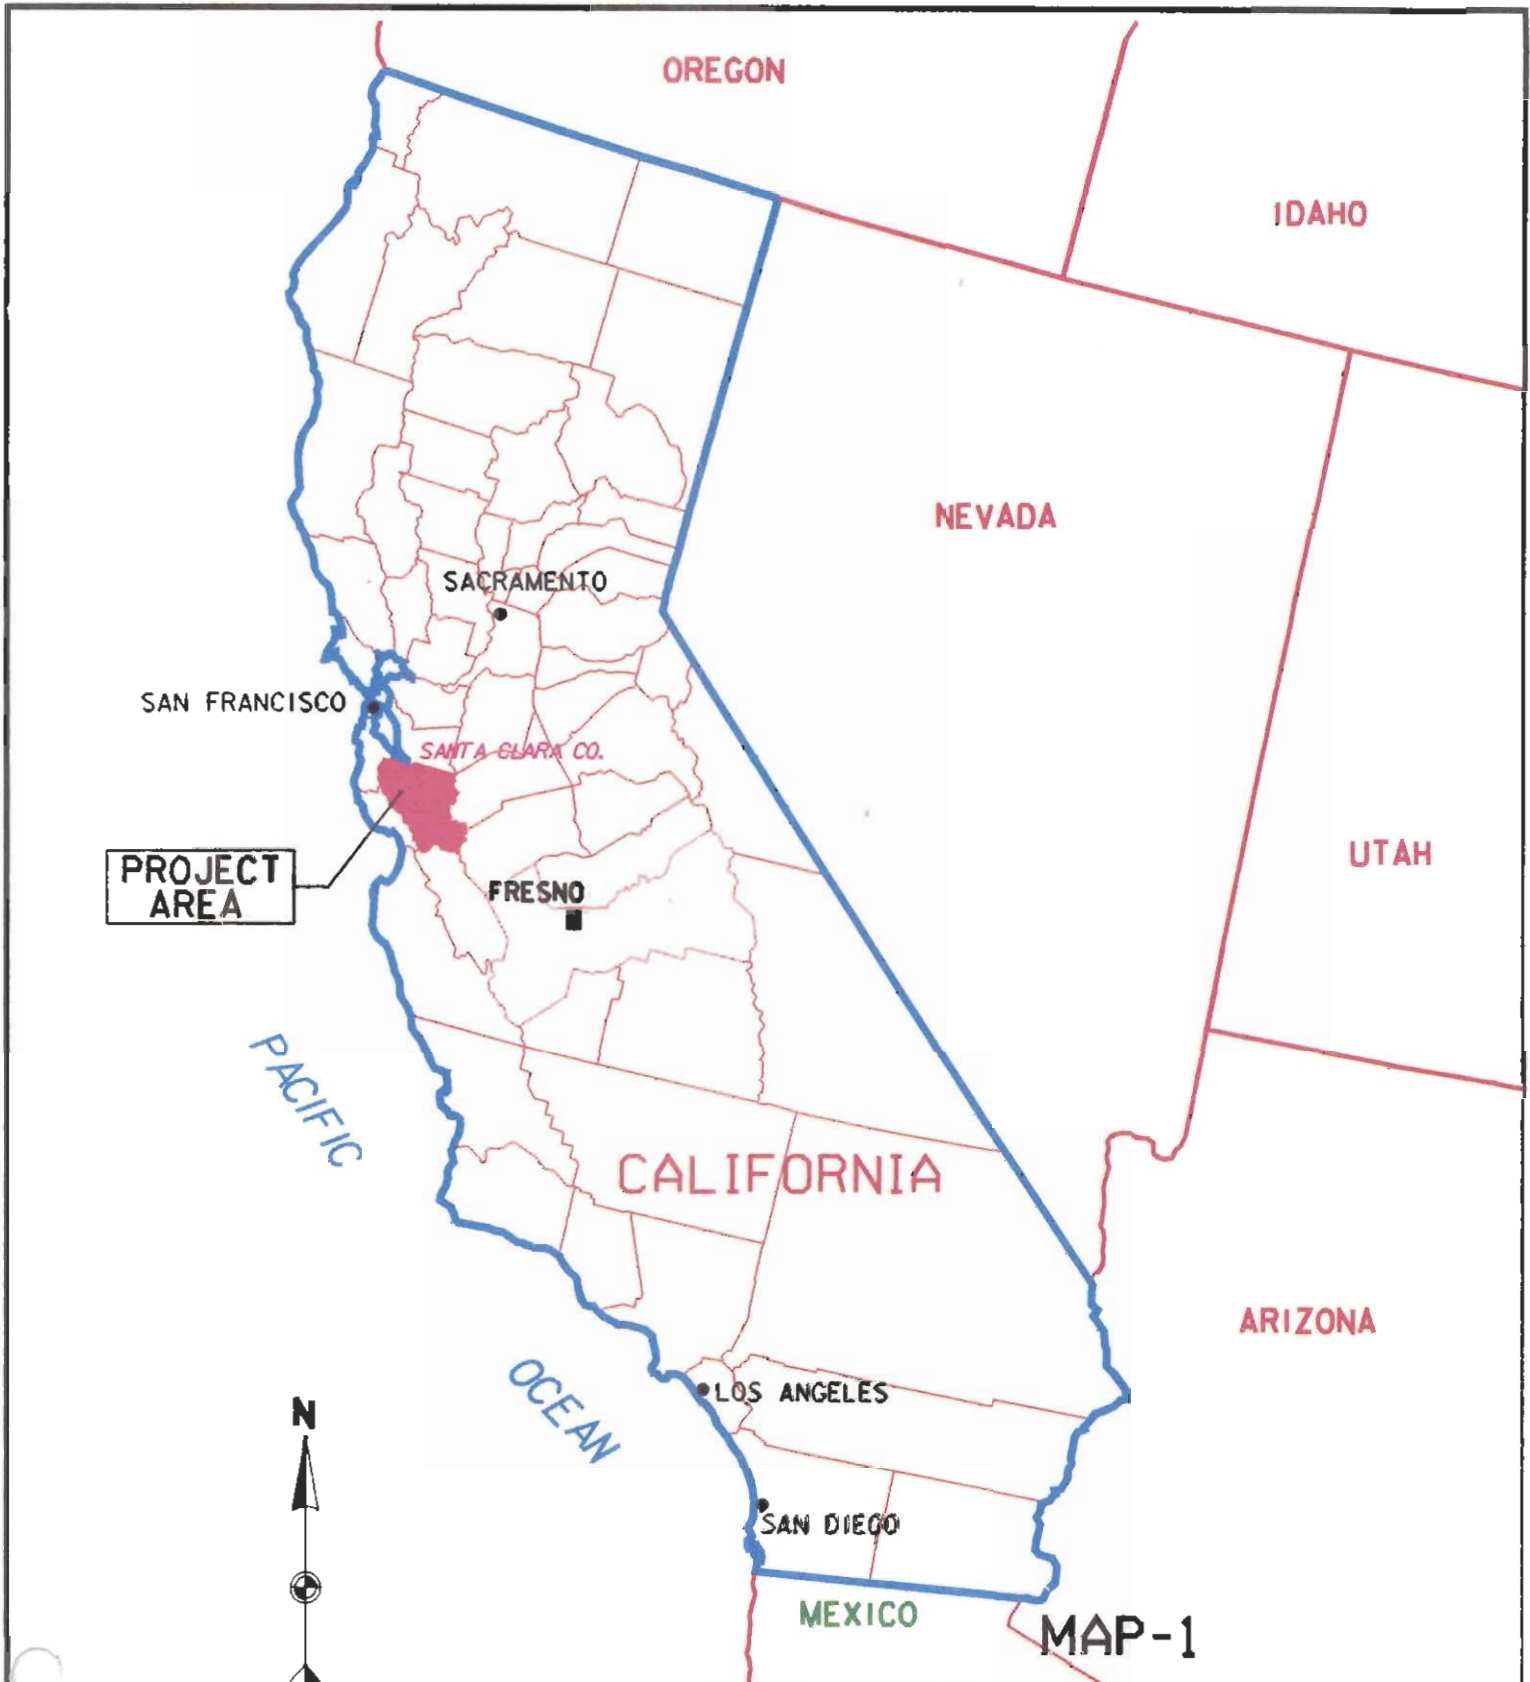 OREGON
IDAHO
NEVADA
SACRAMENTO
SAN FRANCISCO
SANTA CLARA CO.
UTAH
PROJECT
AREA
FRESNO
PACIFIC
CALIFORNIA
ARIZONA
OCEAN
LOS ANGELES
N
SAN DIEGO
MEXICO
MAP-1